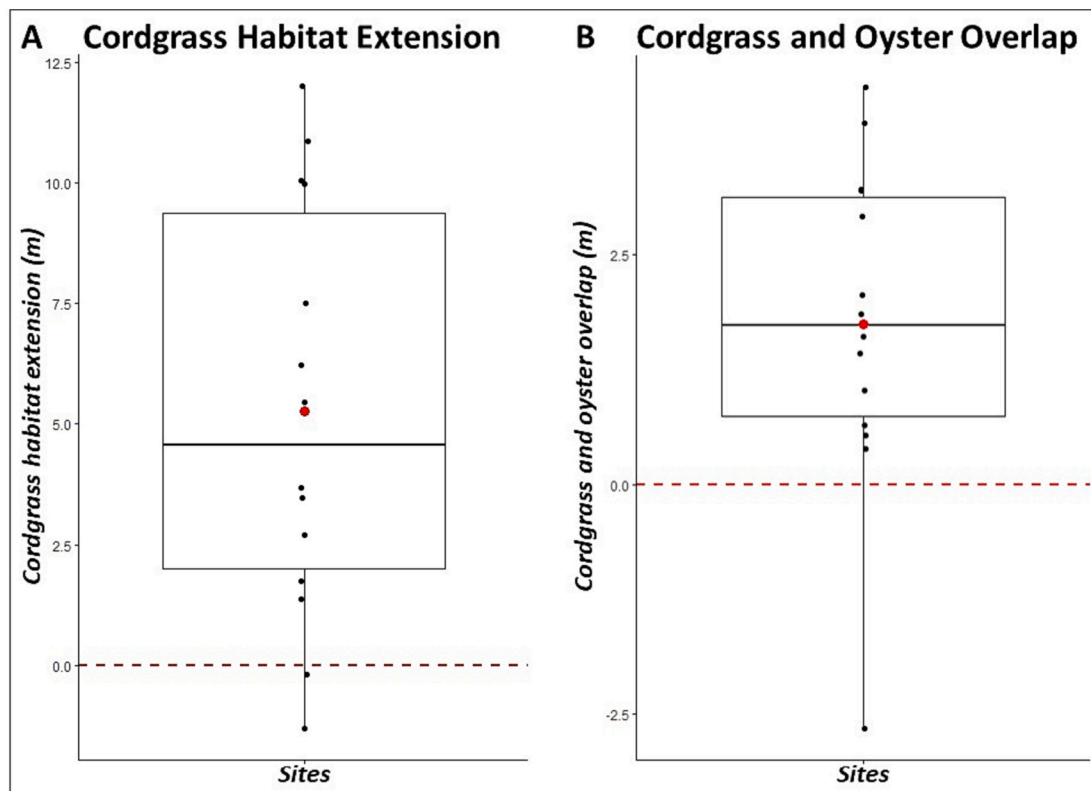 A Cordgrass Habitat Extension
Cordgrass habitat extension (m)
12.5
10.0
7.5
5.0
2.5
0.0
Sites
B Cordgrass and Oyster Overlap
Cordgrass and oyster overlap (m)
2.5
0.0
-2.5
Sites